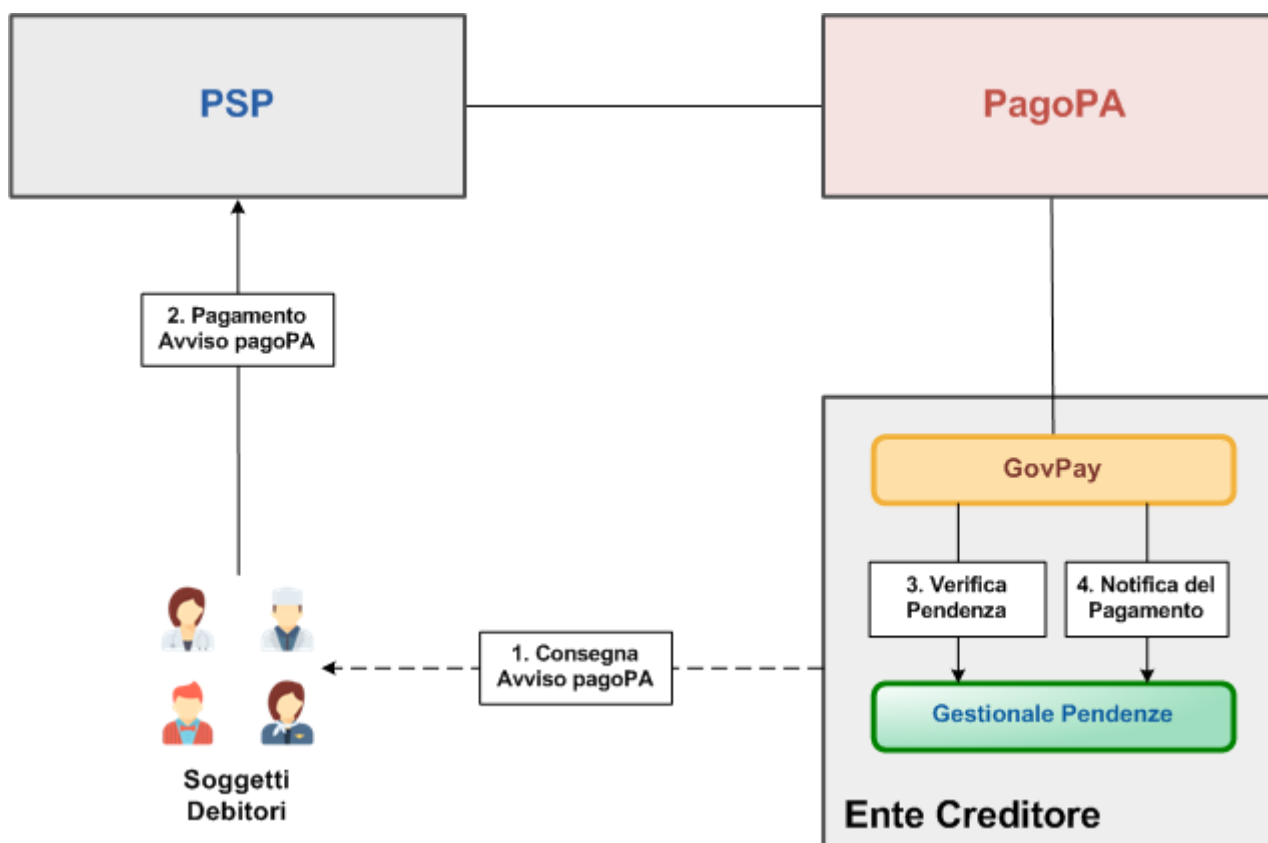 PSP
PagoPA
2. Pagamento
Avviso pagoPA
GovPay
3. Verifica
Pendenza
4. Notifica del
Pagamento
1. Consegna
Avviso pagoPA
Gestionale Pendenze
Soggetti
Debitori
Ente Creditore